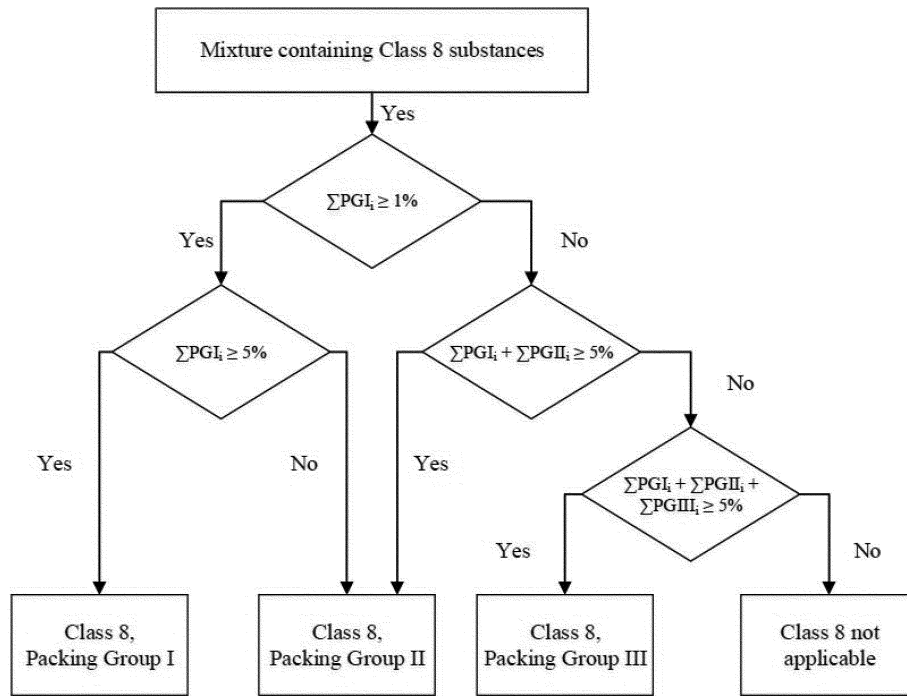 Mixture containing Class 8 substances
Yes
∑PGIᵢ ≥ 1%
Yes
No
∑PGIᵢ ≥ 5%
∑PGIᵢ + ∑PGIIᵢ ≥ 5%
No
Yes
No
Yes
∑PGIᵢ + ∑PGIIᵢ +
∑PGIIIᵢ ≥ 5%
Yes
No
Class 8,
Packing Group I
Class 8,
Packing Group II
Class 8,
Packing Group III
Class 8 not
applicable